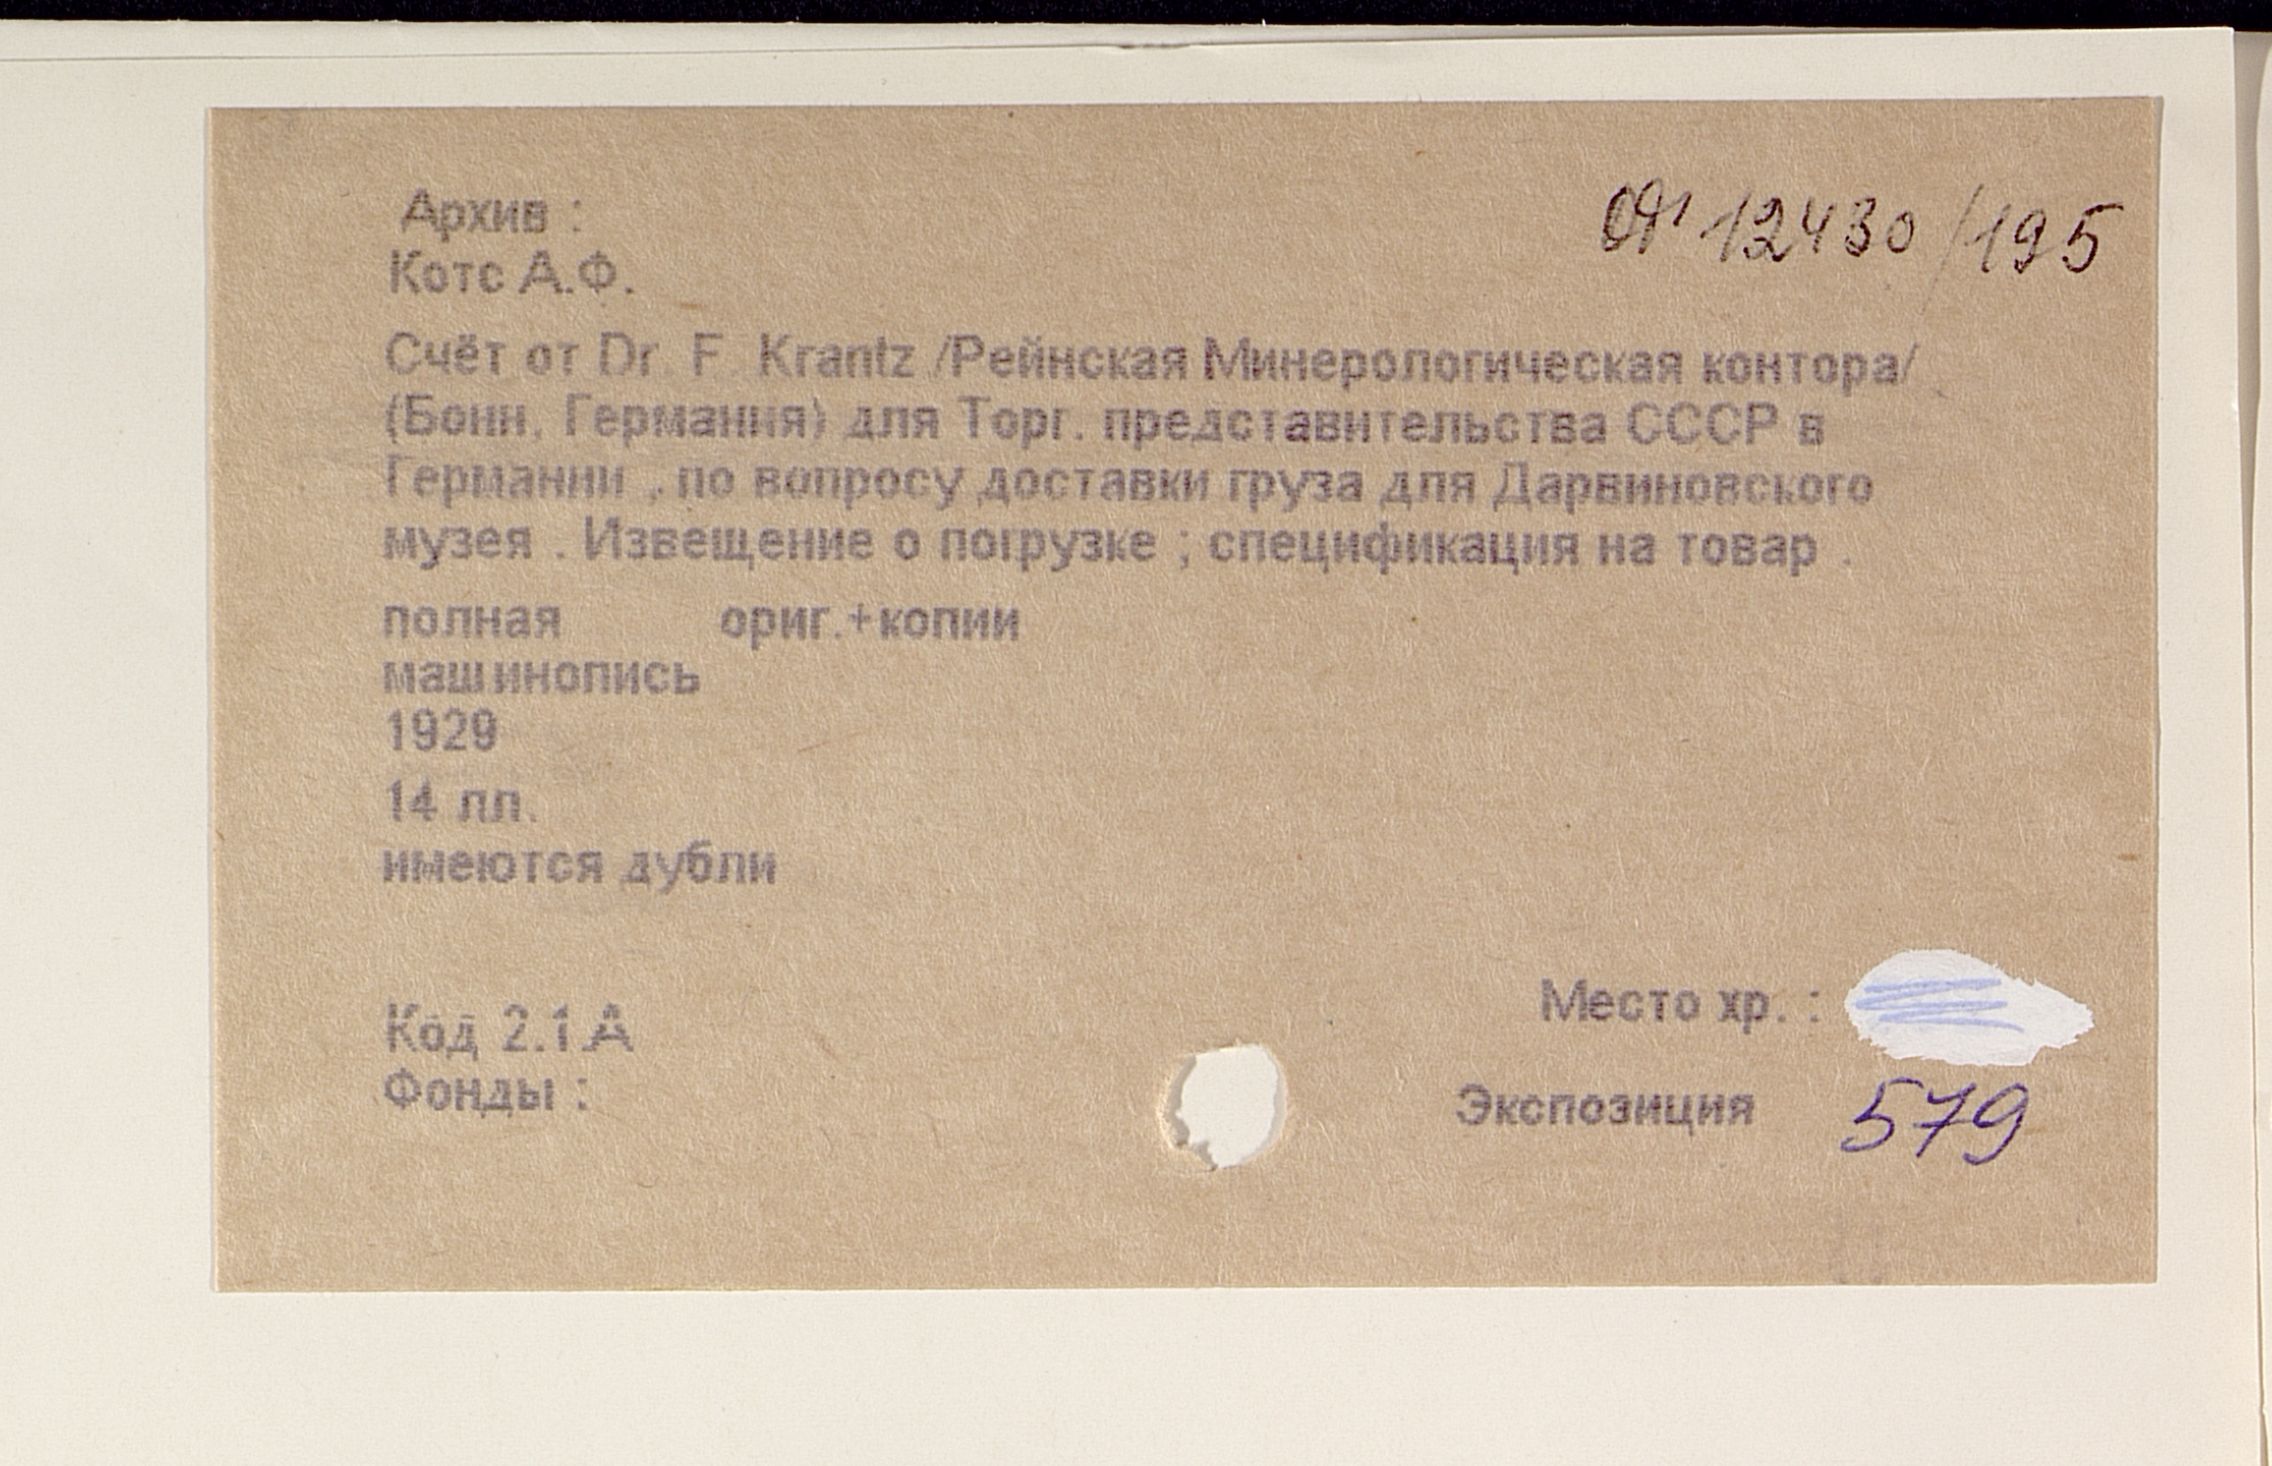 Архив :
ОФ 12430/195
Котс А.Ф.
Счёт от Dr. F. Krantz /Рейнская Минерологическая контора/
(Бонн, Германия) для Торг. представительства СССР в
Германии , по вопросу доставки груза для Дарвиновского
музея . Извещение о погрузке ; спецификация на товар .
полная ориг.+копии
машинопись
1929
14 лл.
имеются дубли
Место хр. :
Код 2.1.А
Фонды :
Экспозиция 579